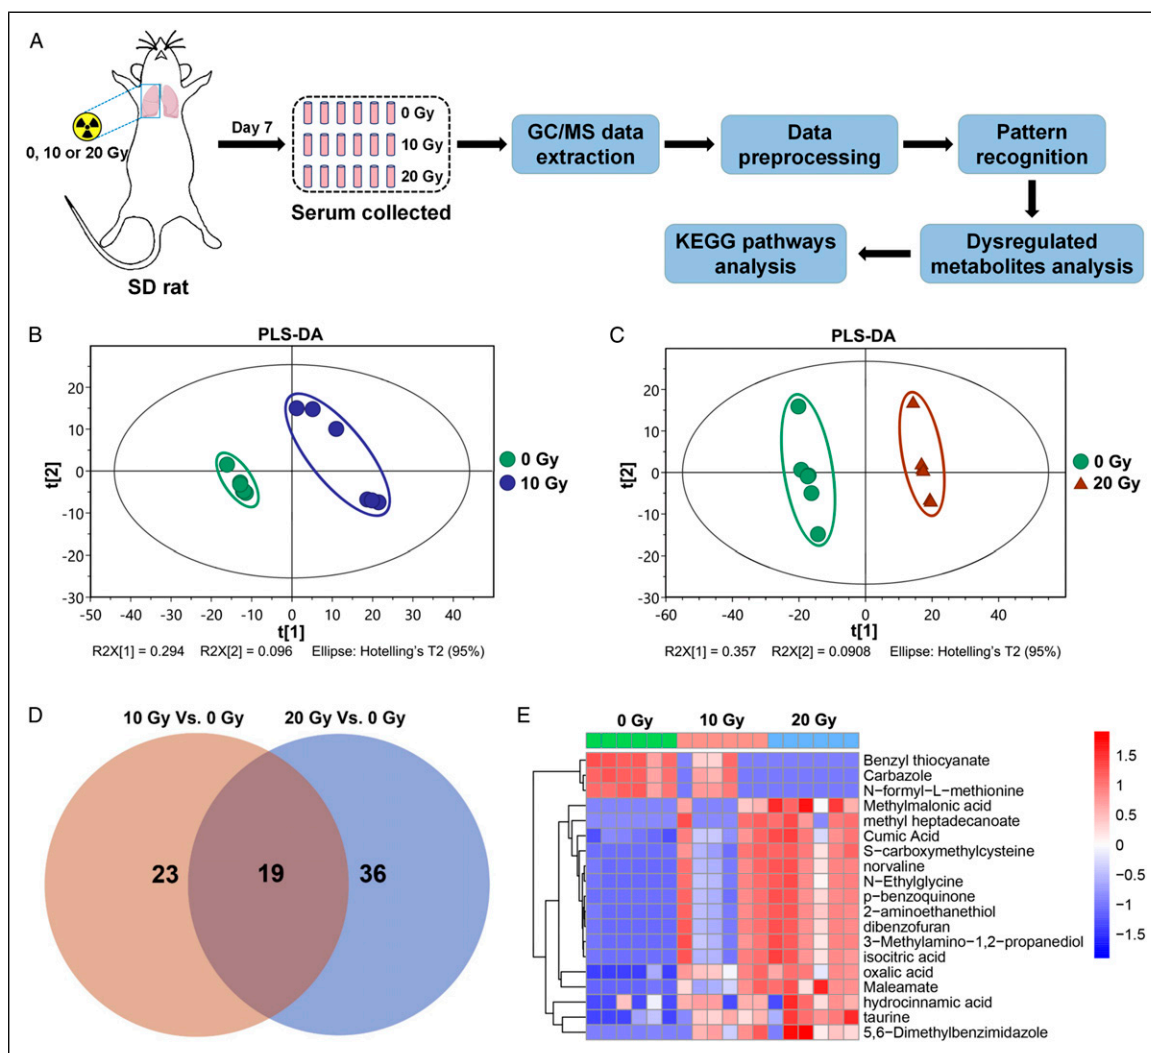 A
0, 10 or 20 Gy
SD rat
Day 7
0 Gy
10 Gy
20 Gy
Serum collected
GC/MS data
extraction
Data
preprocessing
Pattern
recognition
Dysregulated
metabolites analysis
KEGG pathways
analysis
B
PLS-DA
t[2]
20
10
0
-10
-20
-30
-50
-40
-30
-20
-10
0
10
20
30
40
t[1]
R2X[1] = 0.294 R2X[2] = 0.096 Ellipse: Hotelling's T2 (95%)
0 Gy
10 Gy
C
PLS-DA
t[2]
20
10
0
-10
-20
-30
-60
-40
-20
0
20
40
t[1]
R2X[1] = 0.357 R2X[2] = 0.0908 Ellipse: Hotelling's T2 (95%)
0 Gy
20 Gy
D
10 Gy Vs. 0 Gy
20 Gy Vs. 0 Gy
23
19
36
E
0 Gy
10 Gy
20 Gy
Benzyl thiocyanate
Carbazole
N-formyl-L-methionine
Methylmalonic acid
methyl heptadecanoate
Cumic Acid
S-carboxymethylcysteine
norvaline
N-Ethylglycine
p-benzoquinone
2-aminoethanethiol
dibenzofuran
3-Methylamino-1,2-propanediol
isocitric acid
oxalic acid
Maleamate
hydrocinnamic acid
taurine
5,6-Dimethylbenzimidazole
1.5
1
0.5
0
-0.5
-1
-1.5